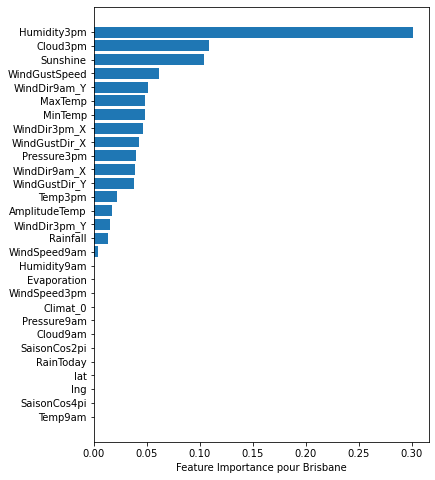 Humidity3pm
Cloud3pm
Sunshine
WindGustSpeed
WindDir9am_Y
MaxTemp
MinTemp
WindDir3pm_X
WindGustDir_X
Pressure3pm
WindDir9am_X
WindGustDir_Y
Temp3pm
AmplitudeTemp
WindDir3pm_Y
Rainfall
WindSpeed9am
Humidity9am
Evaporation
WindSpeed3pm
Climat_0
Pressure9am
Cloud9am
SaisonCos2pi
RainToday
lat
lng
SaisonCos4pi
Temp9am
0.00 0.05 0.10 0.15 0.20 0.25 0.30
Feature Importance pour Brisbane